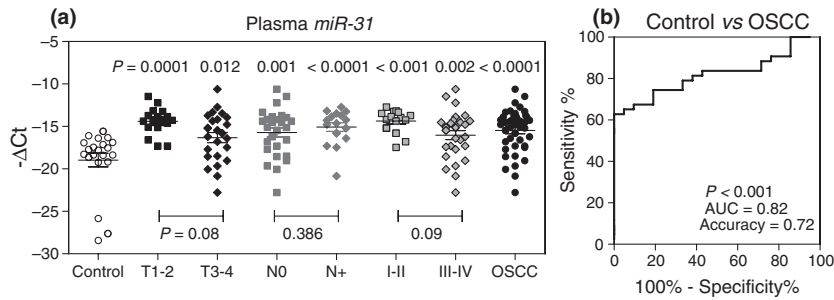 (a)
Plasma miR-31
−5
−10
−15
−20
−25
−30
-ΔCt
P = 0.0001 0.012 0.001 < 0.0001 < 0.001 0.002 < 0.0001
P = 0.08 0.386 0.09
Control T1-2 T3-4 N0 N+ I-II III-IV OSCC
(b)
Control vs OSCC
100
80
60
40
20
0
Sensitivity %
P < 0.001
AUC = 0.82
Accuracy = 0.72
0 20 40 60 80 100
100% - Specificity%